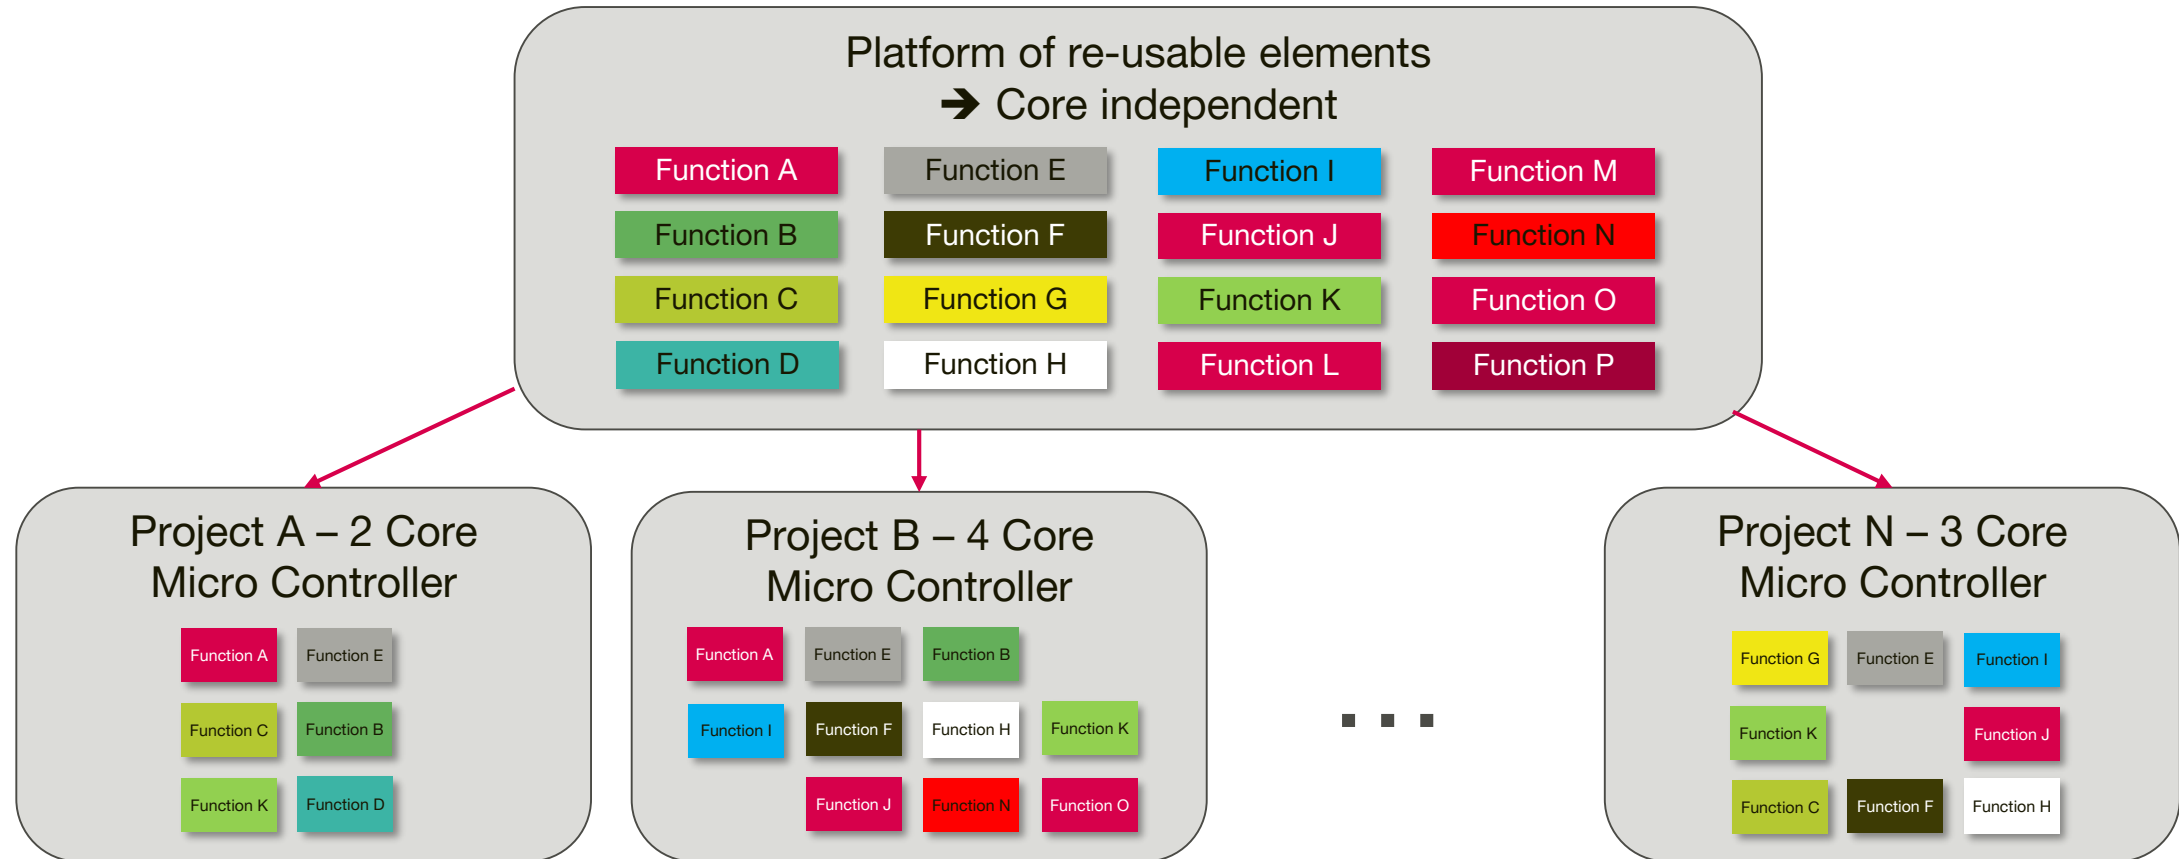 Platform of re-usable elements
➔ Core independent
Function A
Function E
Function I
Function M
Function B
Function F
Function J
Function N
Function C
Function G
Function K
Function O
Function D
Function H
Function L
Function P
Project A – 2 Core
Micro Controller
Function A
Function E
Function C
Function B
Function K
Function D
Project B – 4 Core
Micro Controller
Function A
Function E
Function B
Function I
Function F
Function H
Function K
Function J
Function N
Function O
...
Project N – 3 Core
Micro Controller
Function G
Function E
Function I
Function K
Function J
Function C
Function F
Function H